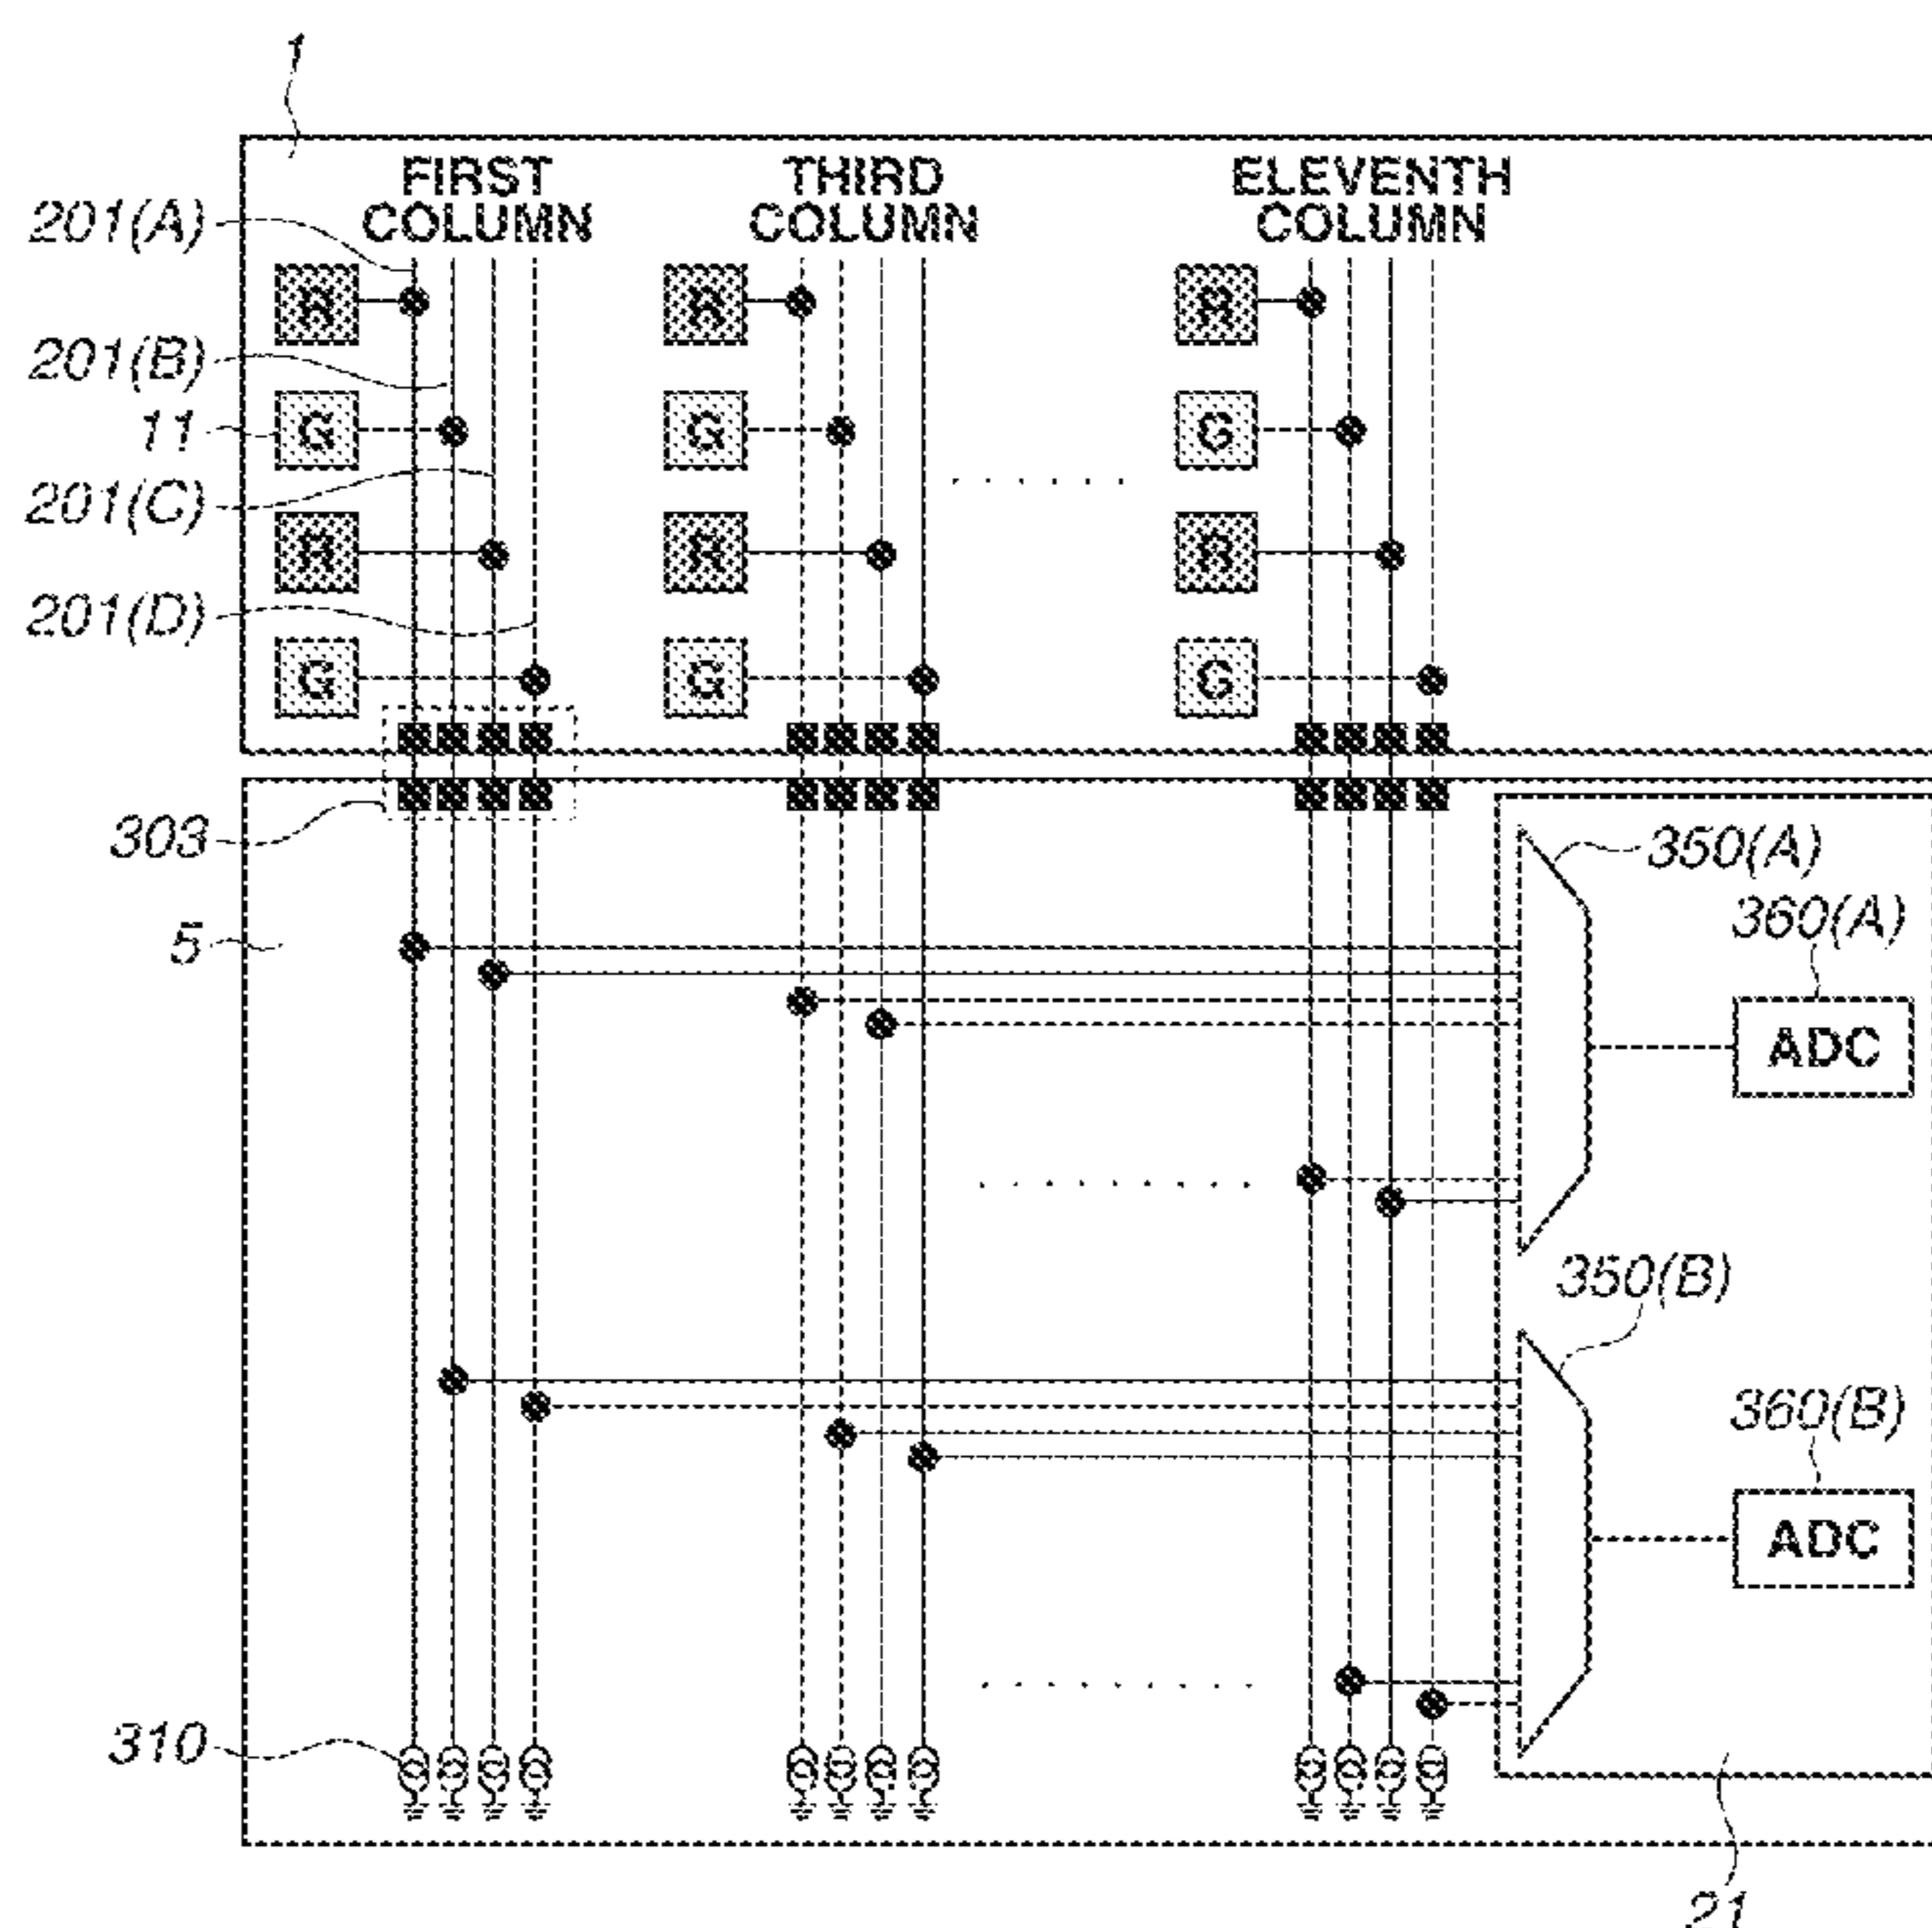 1
FIRST COLUMN
THIRD COLUMN
ELEVENTH COLUMN
201(A)
R R R
201(B)
11
G G G
201(C)
R R R
201(D)
G G G
303
350(A)
5
360(A)
ADC
350(B)
360(B)
ADC
310
21